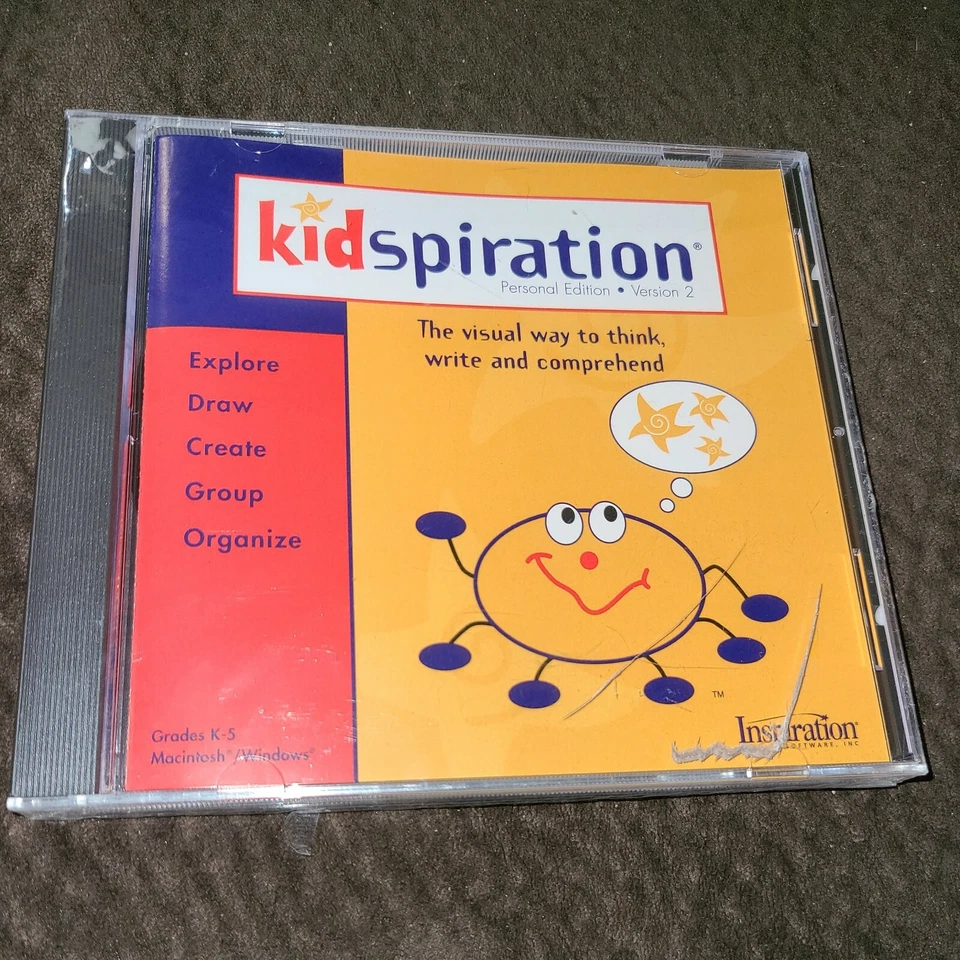 kidspiration®
Personal Edition • Version 2
The visual way to think,
write and comprehend
Explore
Draw
Create
Group
Organize
TM
Grades K-5
Macintosh®/Windows®
Inspiration®
SOFTWARE, INC